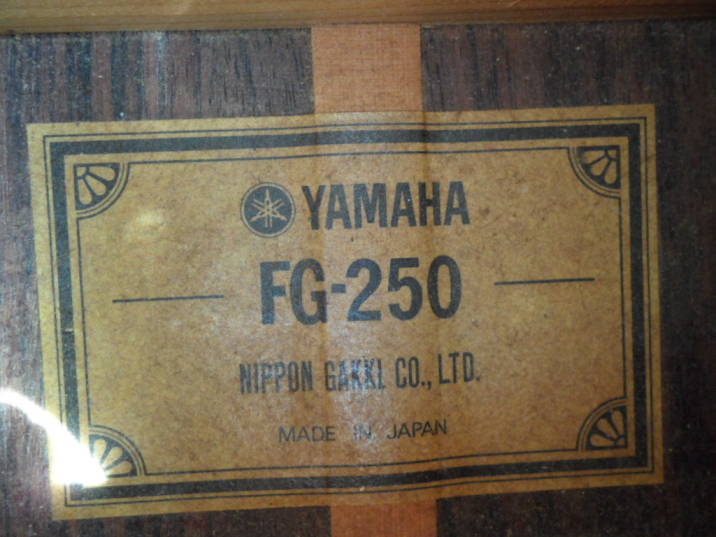 YAMAHA
FG-250
NIPPON GAKKI CO., LTD.
MADE IN JAPAN